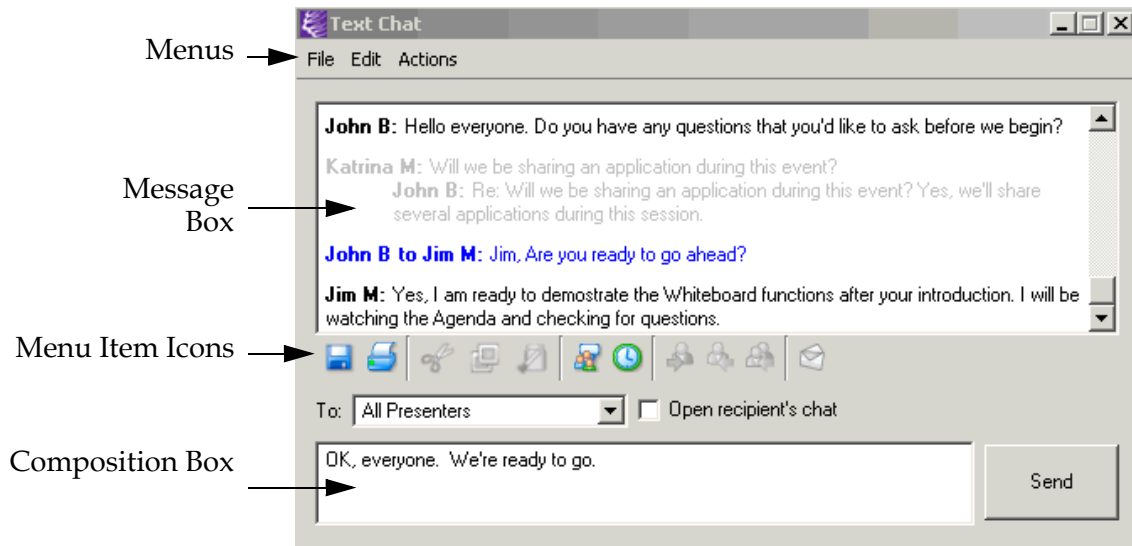 Text Chat
Menus
File Edit Actions
John B: Hello everyone. Do you have any questions that you'd like to ask before we begin?
Katrina M: Will we be sharing an application during this event?
John B: Re: Will we be sharing an application during this event? Yes, we'll share
several applications during this session.
Message
Box
John B to Jim M: Jim, Are you ready to go ahead?
Jim M: Yes, I am ready to demostrate the Whiteboard functions after your introduction. I will be
watching the Agenda and checking for questions.
Menu Item Icons
To: All Presenters Open recipient's chat
Composition Box
OK, everyone.  We're ready to go.
Send